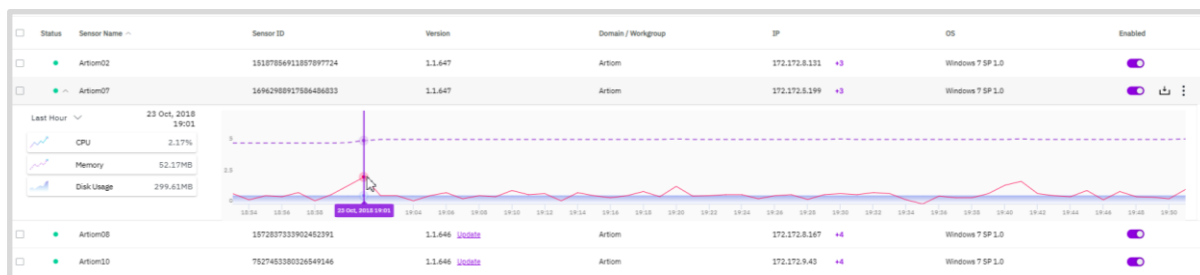 Status Sensor Name Sensor ID Version Domain / Workgroup IP OS Enabled
Artiom02 15187856911857897724 1.1.647 Artiom 172.172.8.131 +3 Windows 7 SP 1.0
Artiom07 16962988917586486833 1.1.647 Artiom 172.172.5.199 +3 Windows 7 SP 1.0
Last Hour 23 Oct, 2018
19:01
CPU 2.17%
Memory 52.17MB
Disk Usage 299.61MB
5
2.5
0
18:54 18:56 18:58 23 Oct, 2018 19:01 19:04 19:06 19:08 19:10 19:12 19:14 19:16 19:18 19:20 19:22 19:24 19:26 19:28 19:30 19:32 19:34 19:36 19:38 19:40 19:42 19:44 19:46 19:48 19:50
Artiom08 1572837333902452391 1.1.646 Update Artiom 172.172.8.167 +4 Windows 7 SP 1.0
Artiom10 7527453380326549146 1.1.646 Update Artiom 172.172.9.43 +4 Windows 7 SP 1.0